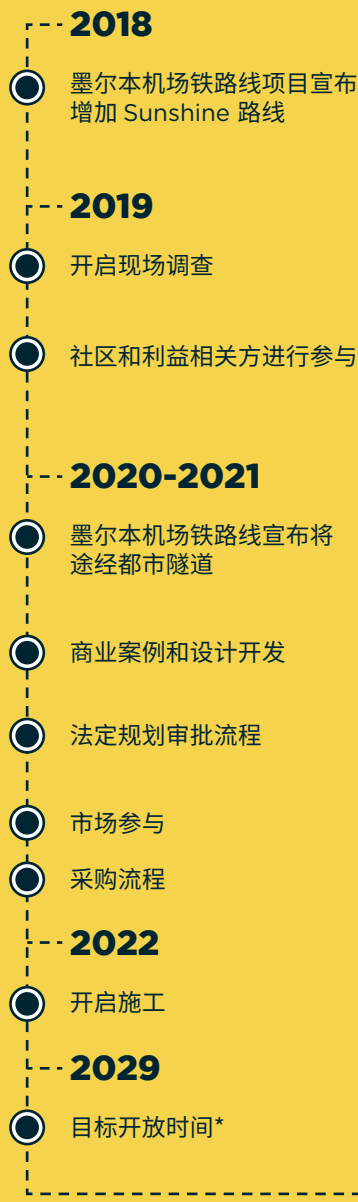 2018
墨尔本机场铁路线项目宣布
增加 Sunshine 路线
2019
开启现场调查
社区和利益相关方进行参与
2020-2021
墨尔本机场铁路线宣布将
途经都市隧道
商业案例和设计开发
法定规划审批流程
市场参与
采购流程
2022
开启施工
2029
目标开放时间*